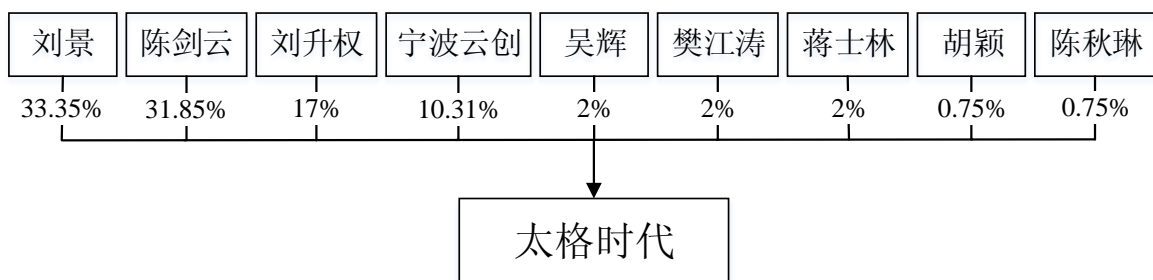 刘景 陈剑云 刘升权 宁波云创 吴辉 樊江涛 蒋士林 胡颖 陈秋琳
33.35% 31.85% 17% 10.31% 2% 2% 2% 0.75% 0.75%
太格时代